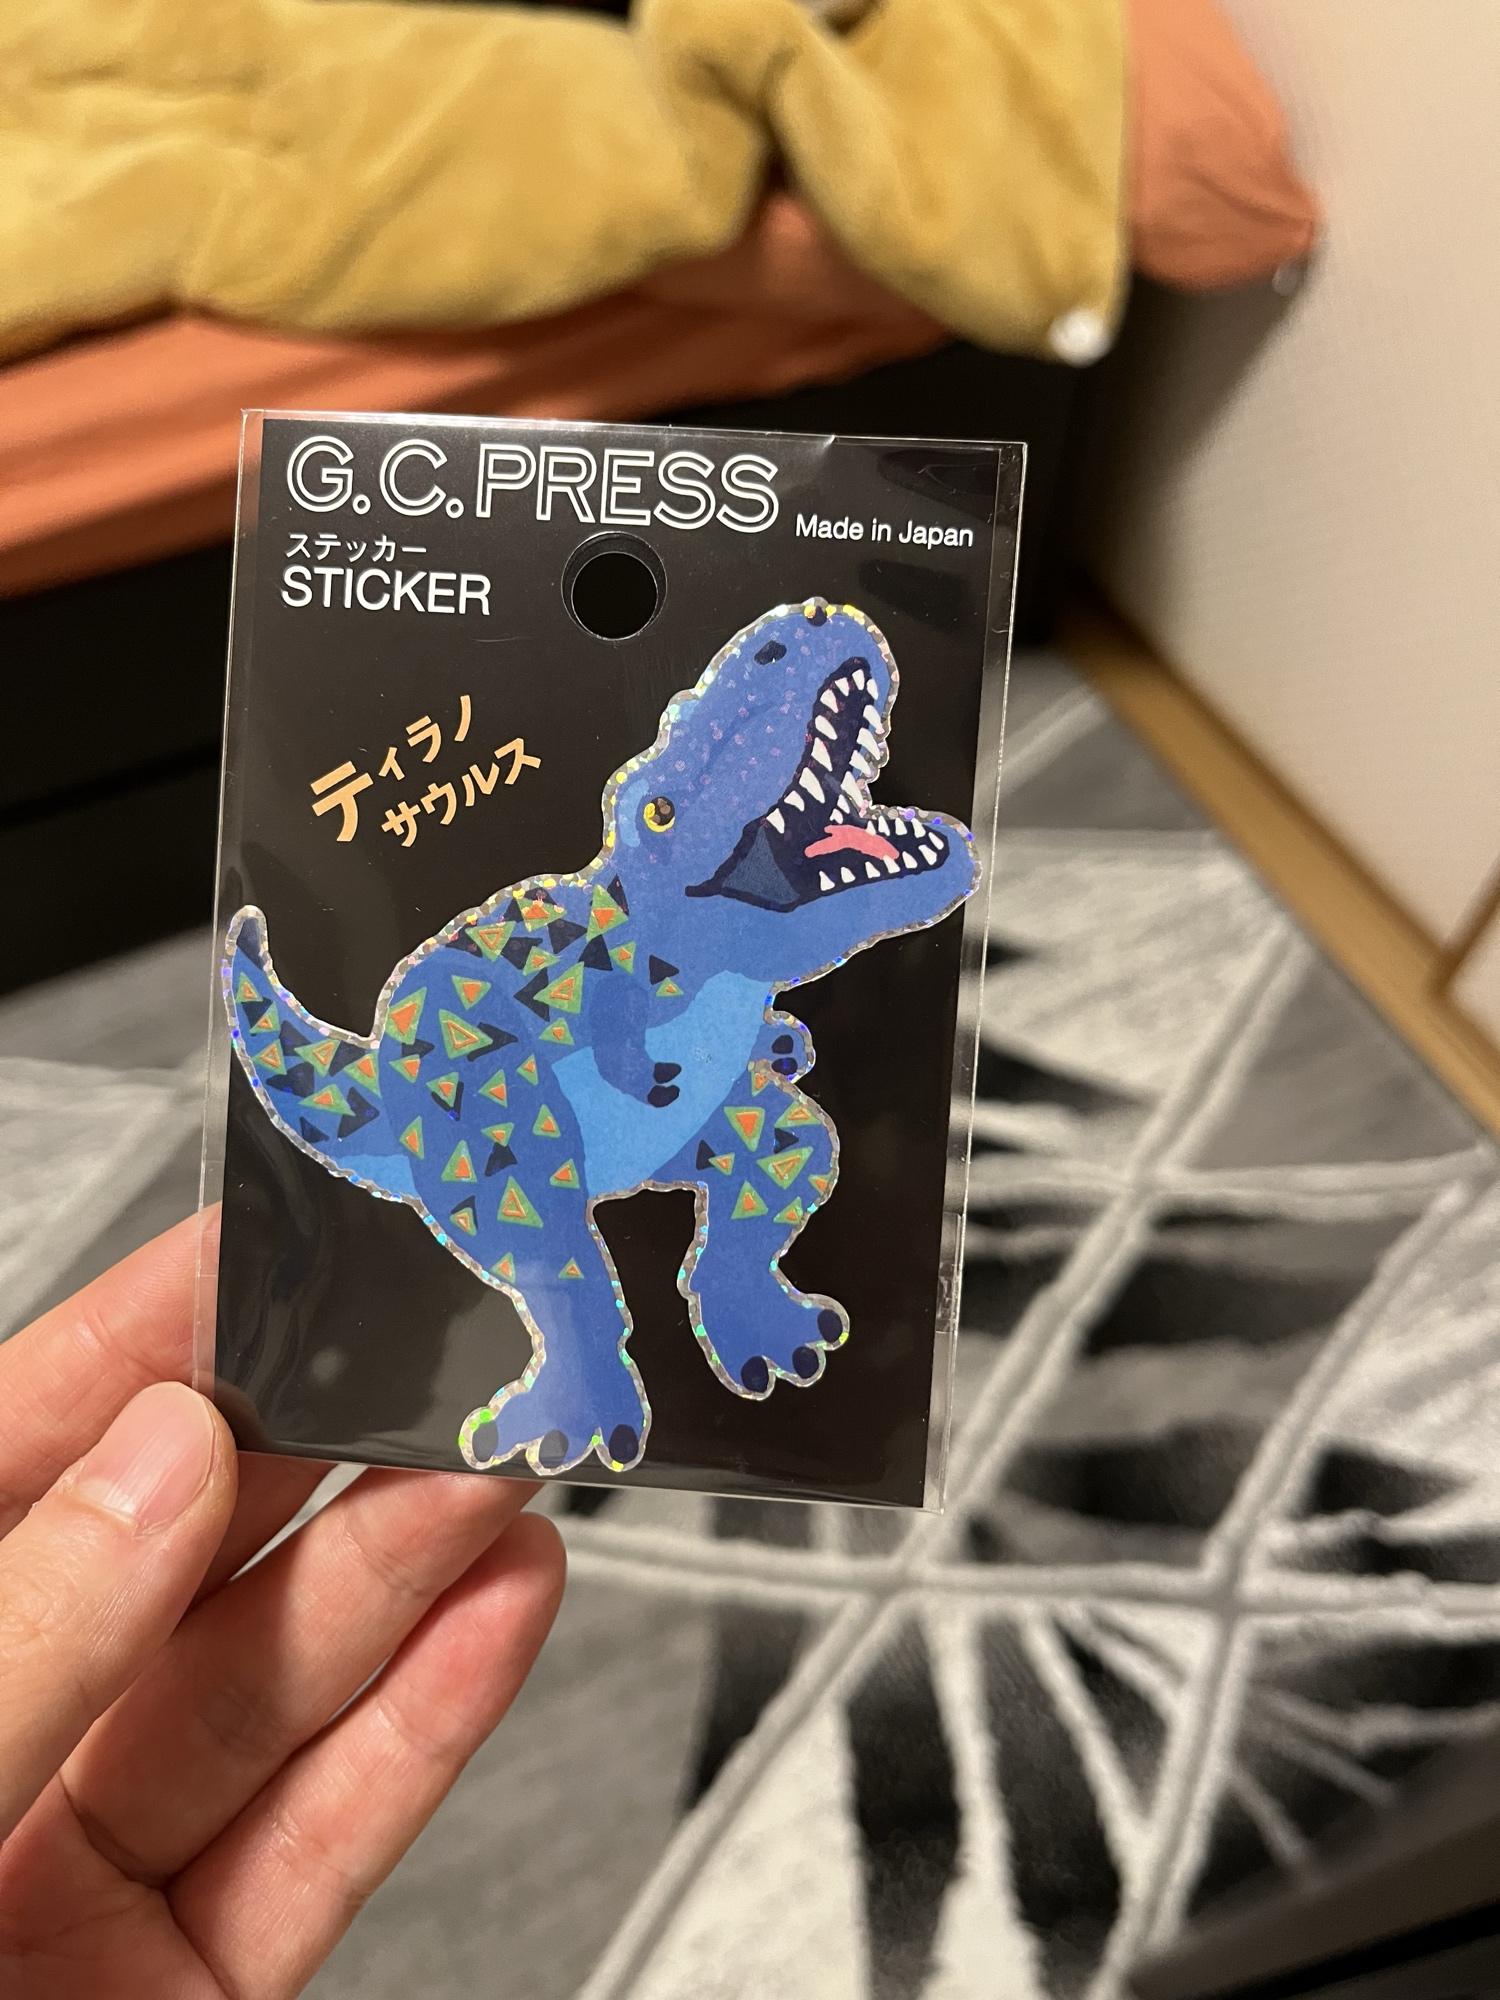 G.C.PRESS
Made in Japan
ステッカー
STICKER
ティラノ
サウルス